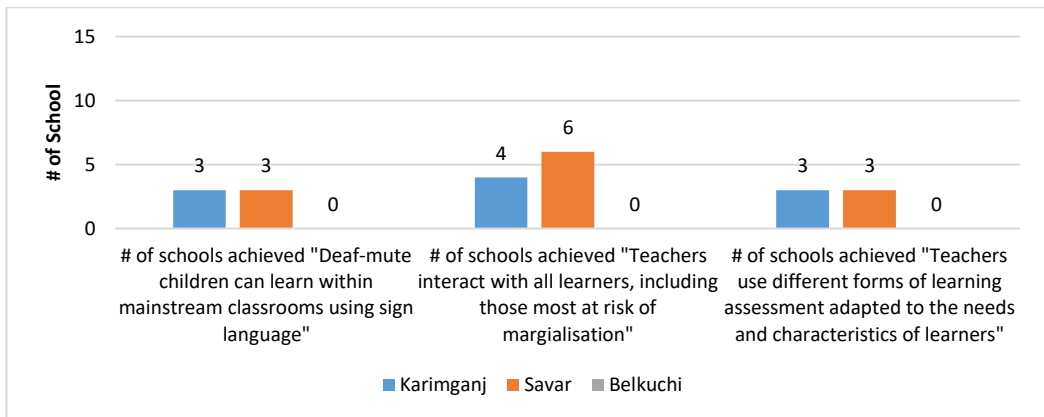 15
10
5
0
# of School
3
3
0
4
6
0
3
3
0
# of schools achieved "Deaf-mute
children can learn within
mainstream classrooms using sign
language"
# of schools achieved "Teachers
interact with all learners, including
those most at risk of
margialisation"
# of schools achieved "Teachers
use different forms of learning
assessment adapted to the needs
and characteristics of learners"
Karimganj Savar Belkuchi